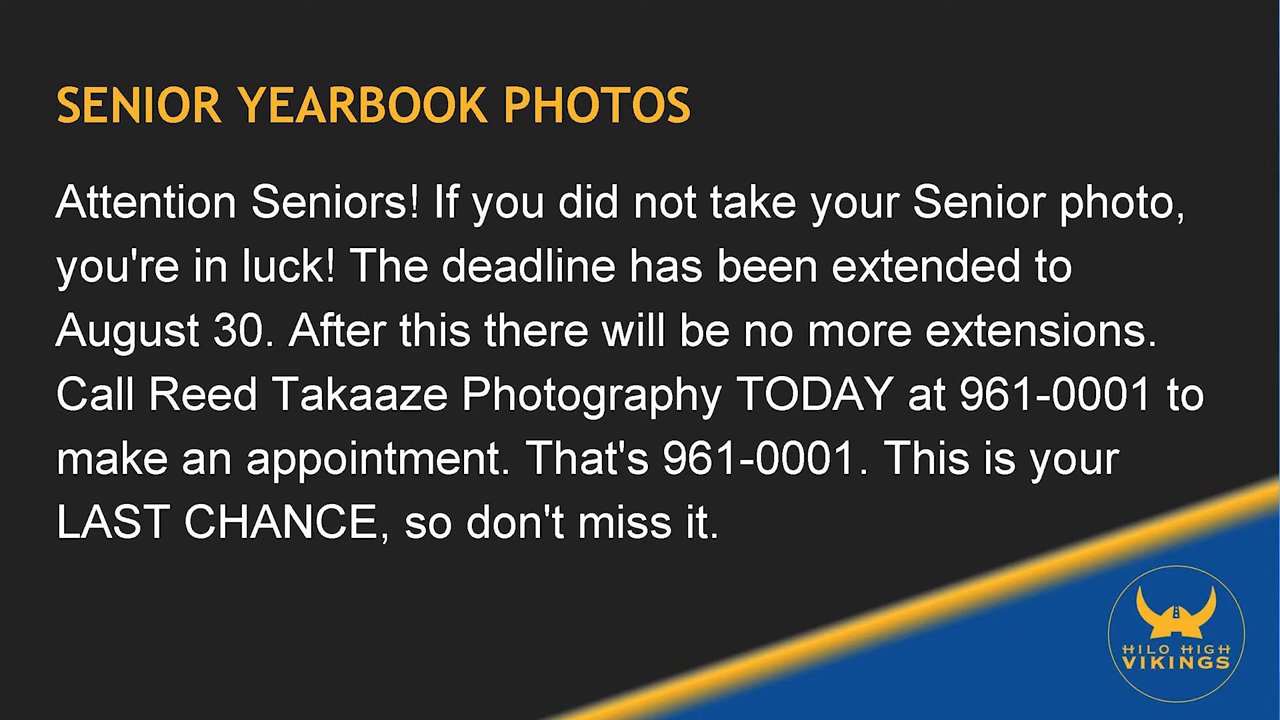 SENIOR YEARBOOK PHOTOS
Attention Seniors! If you did not take your Senior photo,
you're in luck! The deadline has been extended to
August 30. After this there will be no more extensions.
Call Reed Takaaze Photography TODAY at 961-0001 to
make an appointment. That's 961-0001. This is your
LAST CHANCE, so don't miss it.
HILO HIGH
VIKINGS